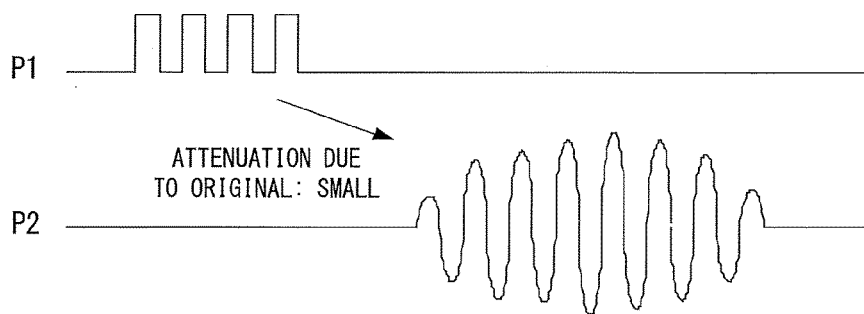 P1
ATTENUATION DUE
TO ORIGINAL: SMALL
P2